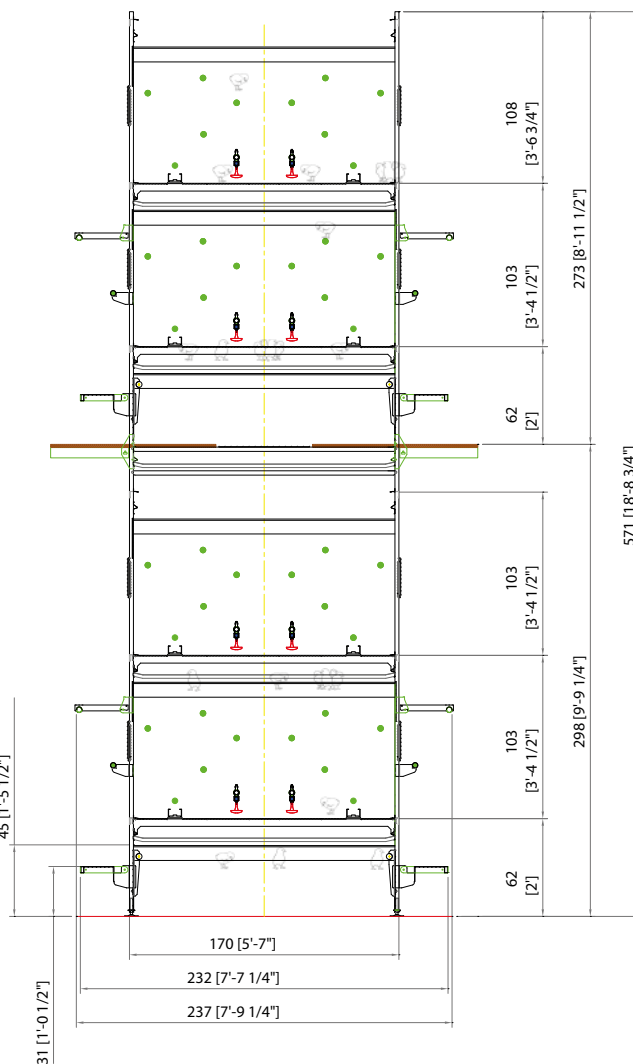 108
[3'-6 3/4"]
273 [8'-11 1/2"]
103
[3'-4 1/2"]
62
[2']
571 [18'-8 3/4"]
103
[3'-4 1/2"]
298 [9'-9 1/4"]
103
[3'-4 1/2"]
45 [1'-5 1/2"]
62
[2']
170 [5'-7"]
232 [7'-7 1/4"]
237 [7'-9 1/4"]
31 [1'-0 1/2"]